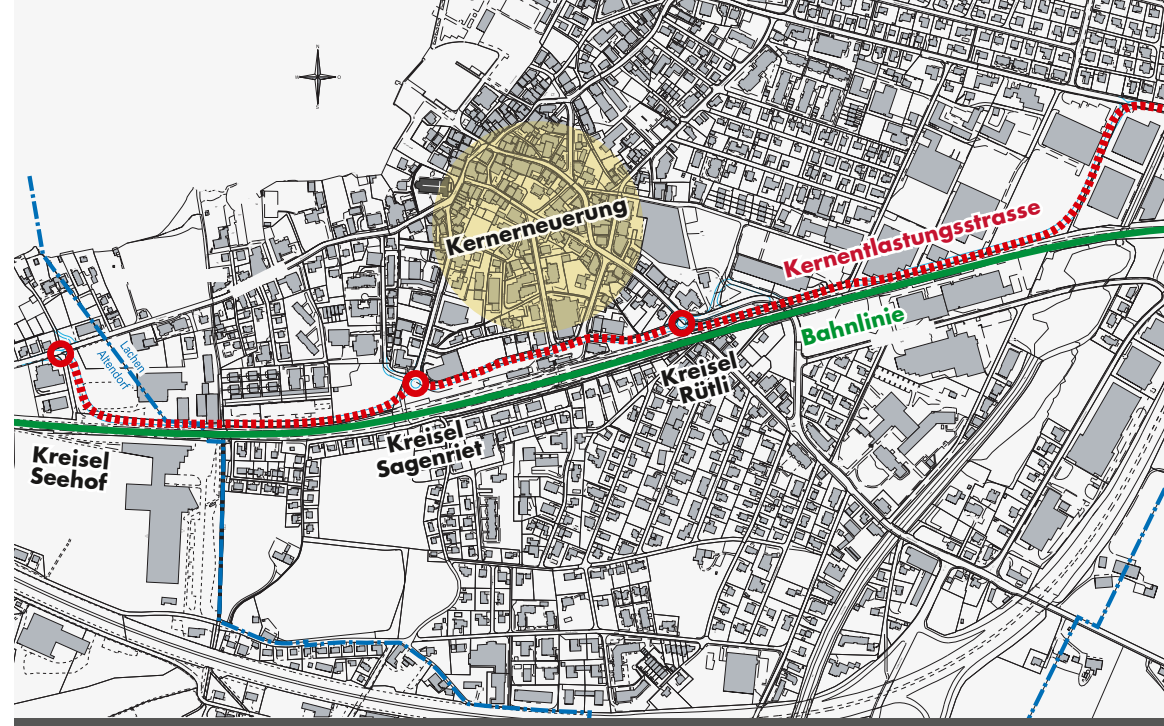 N
W
O
S
Kernerneuerung
Kernentlastungsstrasse
Bahnlinie
Lachen
Altendorf
Kreisel
Rütli
Kreisel
Sagenriet
Kreisel
Seehof